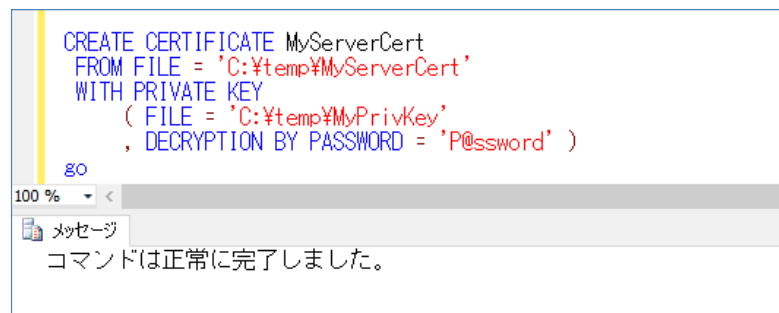 CREATE CERTIFICATE MyServerCert
FROM FILE = 'C:¥temp¥MyServerCert'
WITH PRIVATE KEY
( FILE = 'C:¥temp¥MyPrivKey'
, DECRYPTION BY PASSWORD = 'P@ssword' )
go
100 %
メッセージ
コマンドは正常に完了しました。